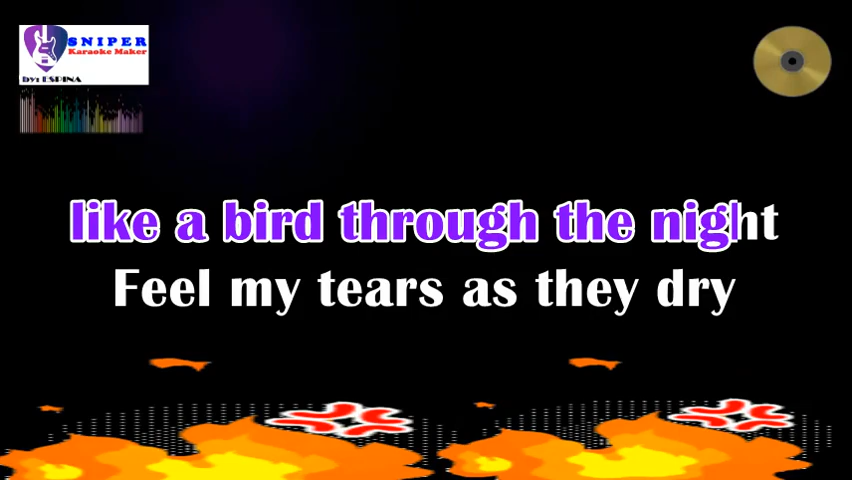 SNIPER
Karaoke Maker
by: ESPINA
like a bird through the night
Feel my tears as they dry